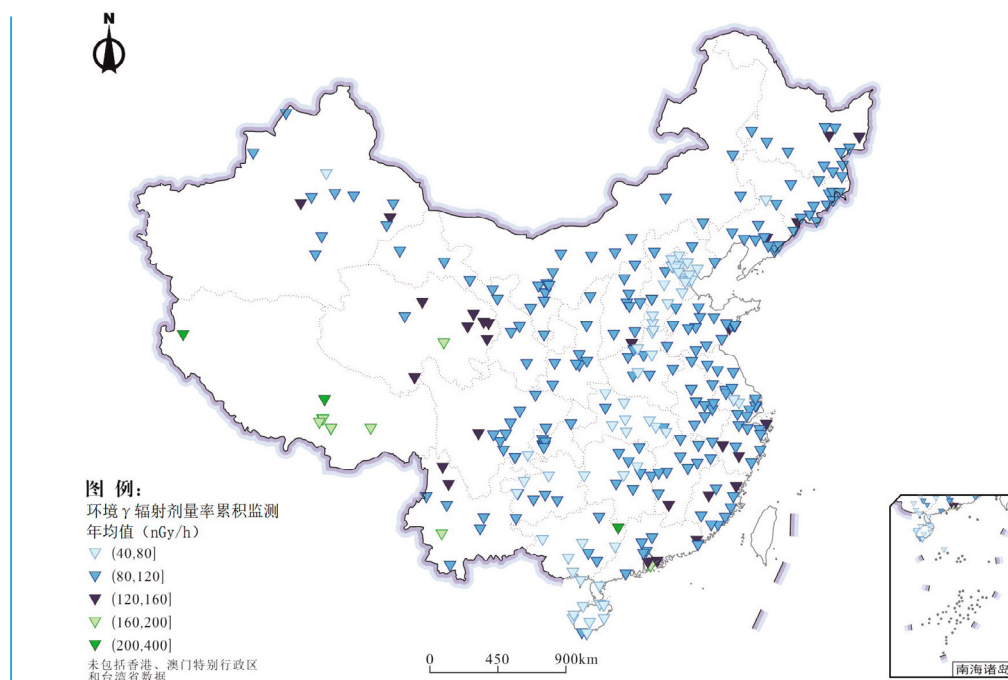 N
图 例：
环境 γ 辐射剂量率累积监测
年均值（nGy/h）
(40,80]
(80,120]
(120,160]
(160,200]
(200,400]
未包括香港、澳门特别行政区
和台湾省数据
0 450 900km
南海诸岛